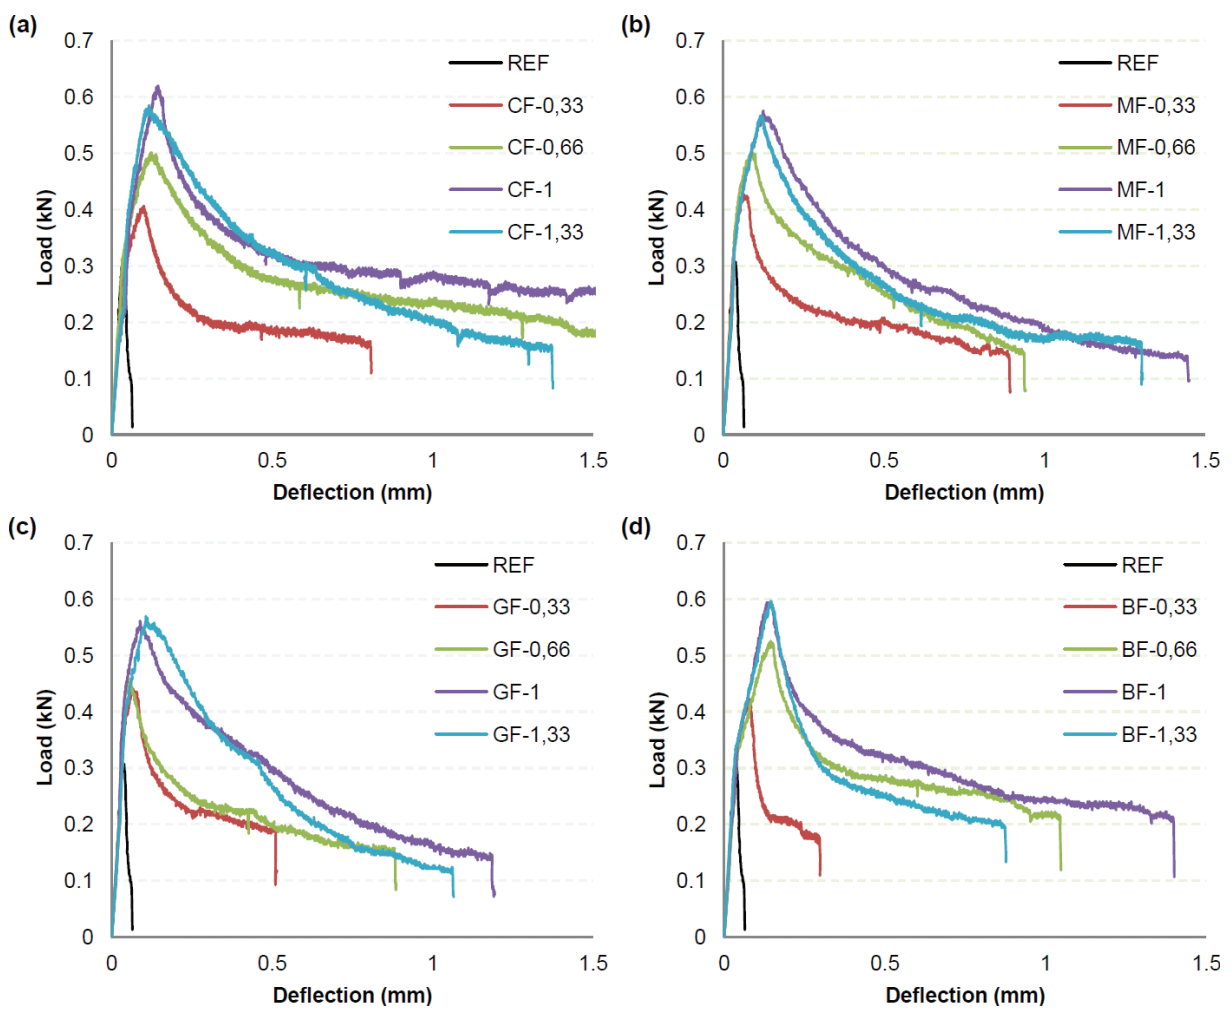 (a)
0.7
0.6
0.5
0.4
0.3
0.2
0.1
0
Load (kN)
REF
CF-0,33
CF-0,66
CF-1
CF-1,33
0 0.5 1 1.5
Deflection (mm)
(b)
0.7
0.6
0.5
0.4
0.3
0.2
0.1
0
Load (kN)
REF
MF-0,33
MF-0,66
MF-1
MF-1,33
0 0.5 1 1.5
Deflection (mm)
(c)
0.7
0.6
0.5
0.4
0.3
0.2
0.1
0
Load (kN)
REF
GF-0,33
GF-0,66
GF-1
GF-1,33
0 0.5 1 1.5
Deflection (mm)
(d)
0.7
0.6
0.5
0.4
0.3
0.2
0.1
0
Load (kN)
REF
BF-0,33
BF-0,66
BF-1
BF-1,33
0 0.5 1 1.5
Deflection (mm)